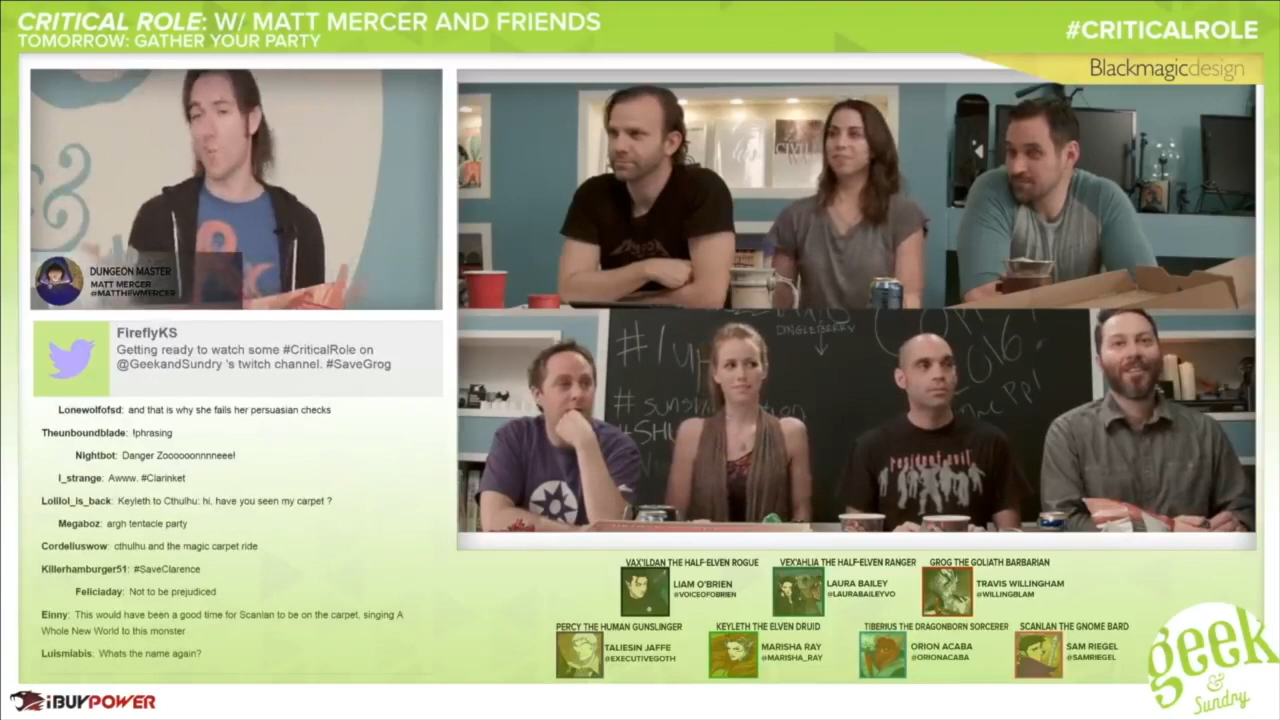 CRITICAL ROLE: W/ MATT MERCER AND FRIENDS
TOMORROW: GATHER YOUR PARTY
#CRITICALROLE
Blackmagicdesign
DUNGEON MASTER
MATT MERCER
@MATTHEWMERCER
FireflyKS
Getting ready to watch some #CriticalRole on
@GeekandSundry 's twitch channel. #SaveGrog
Lonewolfofsd: and that is why she fails her persuasian checks
Theunboundblade: !phrasing
Nightbot: Danger Zooooonnnneee!
I_strange: Awww. #Clarinket
Lolilol_is_back: Keyleth to Cthulhu: hi, have you seen my carpet ?
Megaboz: argh tentacle party
Cordeliuswow: cthulhu and the magic carpet ride
Killerhamburger51: #SaveClarence
Feliciaday: Not to be prejudiced
Einny: This would have been a good time for Scanlan to be on the carpet, singing A
Whole New World to this monster
Luismiabis: Whats the name again?
CIVIL
DINGLEBERRY
#
# sunsh
resident evil
VAX'ILDAN THE HALF-ELVEN ROGUE
LIAM O'BRIEN
@VOICEOFOBRIEN
VEX'AHLIA THE HALF-ELVEN RANGER
LAURA BAILEY
@LAURABAILEYVO
GROG THE GOLIATH BARBARIAN
TRAVIS WILLINGHAM
@WILLINGBLAM
PERCY THE HUMAN GUNSLINGER
TALIESIN JAFFE
@EXECUTIVEGOTH
KEYLETH THE ELVEN DRUID
MARISHA RAY
@MARISHA_RAY
TIBERIUS THE DRAGONBORN SORCERER
ORION ACABA
@ORIONACABA
SCANLAN THE GNOME BARD
SAM RIEGEL
@SAMRIEGEL
geek
&
Sundry
iBUYPOWER